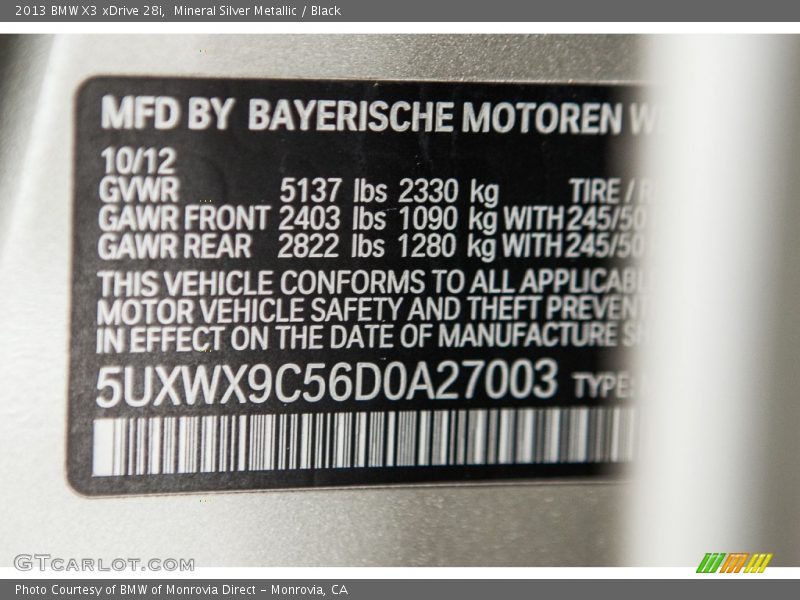 2013 BMW X3 xDrive 28i,  Mineral Silver Metallic / Black
MFD BY BAYERISCHE MOTOREN
10/12
GVWR 5137 lbs 2330 kg TIRE /
GAWR FRONT 2403 lbs 1090 kg WITH 245/50
GAWR REAR 2822 lbs 1280 kg WITH 245/50
THIS VEHICLE CONFORMS TO ALL
MOTOR VEHICLE SAFETY AND THEFT
IN EFFECT ON THE DATE OF MANUFACTURE
5UXWX9C56D0A27003 TYPE:
GTCARLOT.COM
Photo Courtesy of BMW of Monrovia Direct - Monrovia, CA